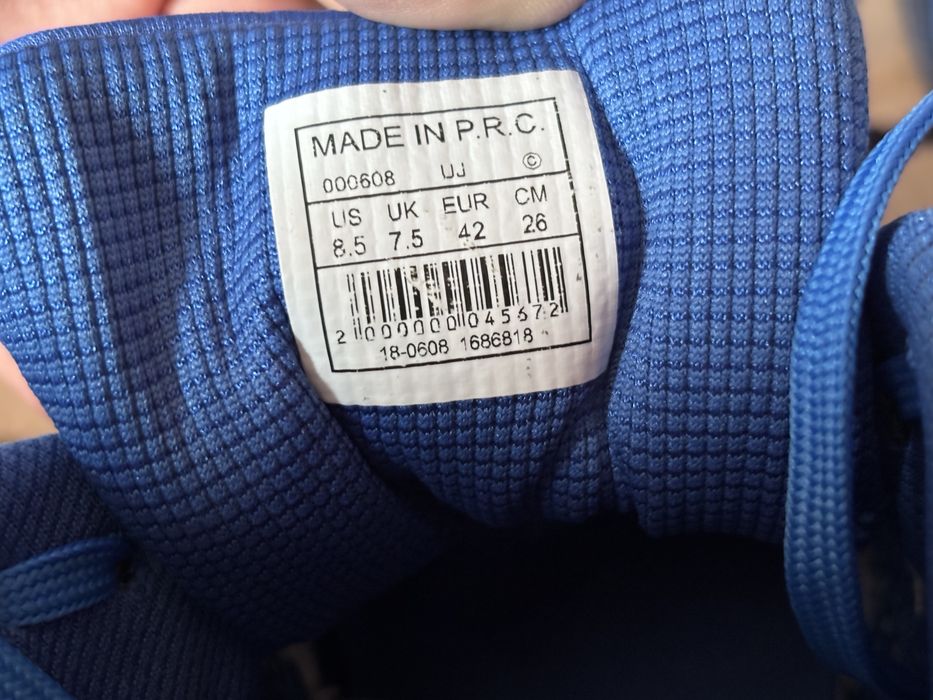 MADE IN P.R.C.
000608 UJ ©
US UK EUR CM
8.5 7.5 42 26
2 000000 045672
18-0608 1686818